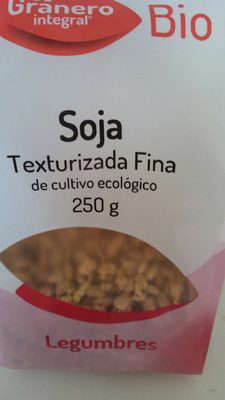 Granero
integral®
Bio
Soja
Texturizada Fina
de cultivo ecológico
250 g
Legumbres